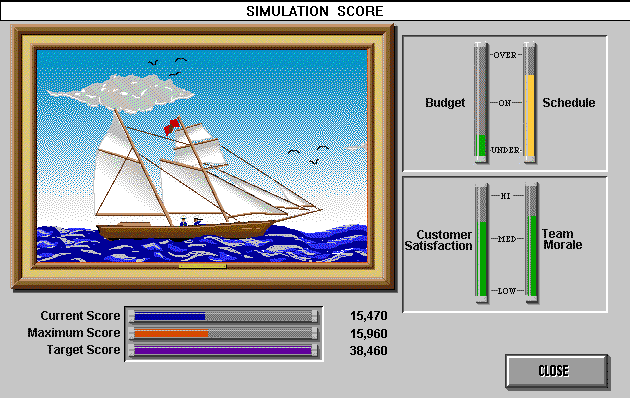 SIMULATION SCORE
OVER
Budget
ON
Schedule
UNDER
HI
Customer
Satisfaction
MED
Team
Morale
LOW
Current Score 15,470
Maximum Score 15,960
Target Score 38,460
CLOSE